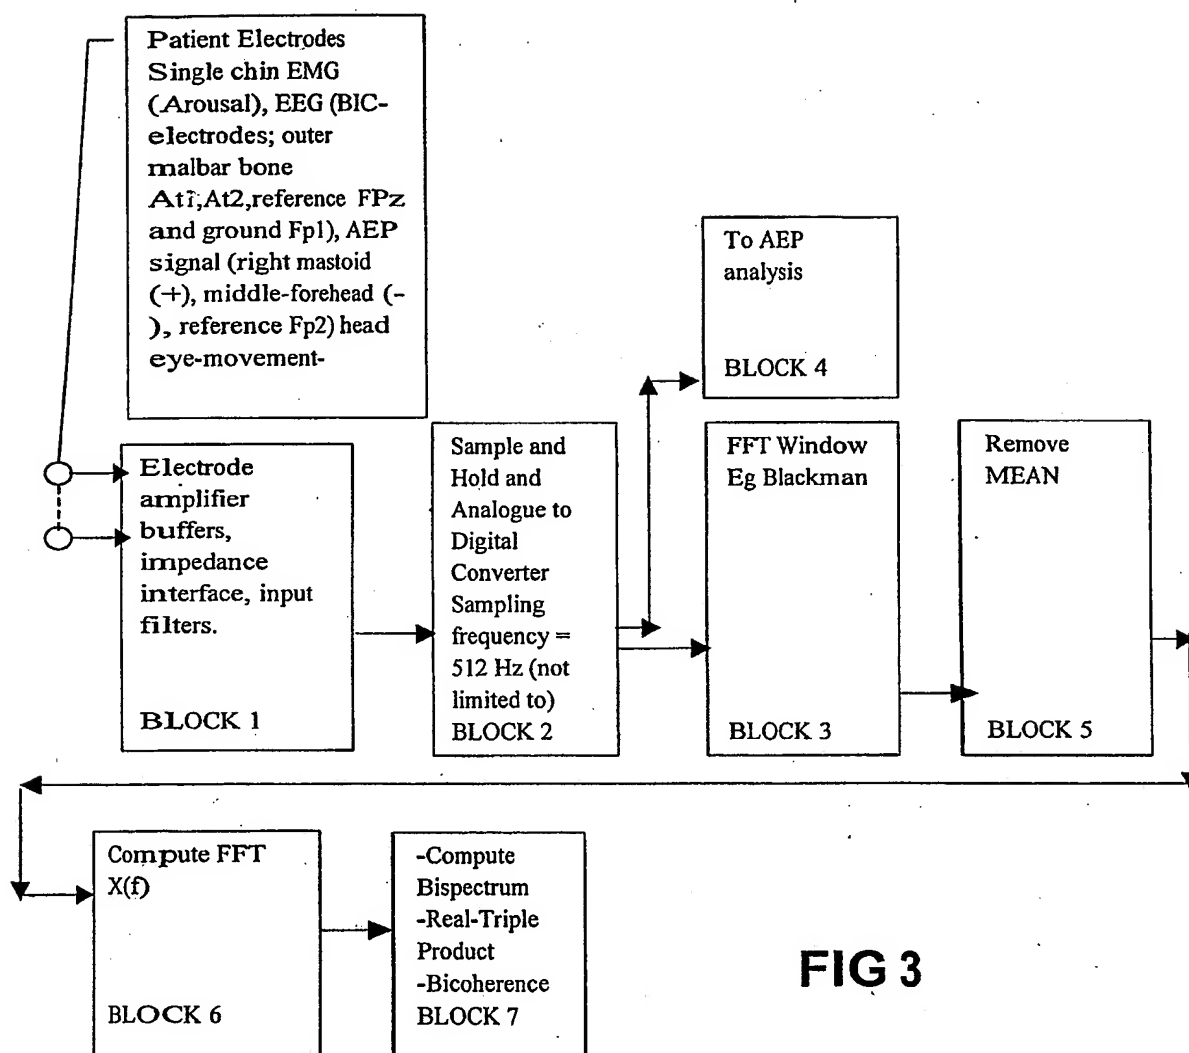 Patient Electrodes
Single chin EMG
(Arousal), EEG (BIC-
electrodes; outer
malbar bone
At1,At2,reference FPz
and ground Fp1), AEP
signal (right mastoid
(+), middle-forehead (-
), reference Fp2) head
eye-movement-
To AEP
analysis
BLOCK 4
Electrode
amplifier
buffers,
impedance
interface, input
filters.
BLOCK 1
Sample and
Hold and
Analogue to
Digital
Converter
Sampling
frequency =
512 Hz (not
limited to)
BLOCK 2
FFT Window
Eg Blackman
BLOCK 3
Remove
MEAN
BLOCK 5
Compute FFT
X(f)
BLOCK 6
-Compute
Bispectrum
-Real-Triple
Product
-Bicoherence
BLOCK 7
FIG 3